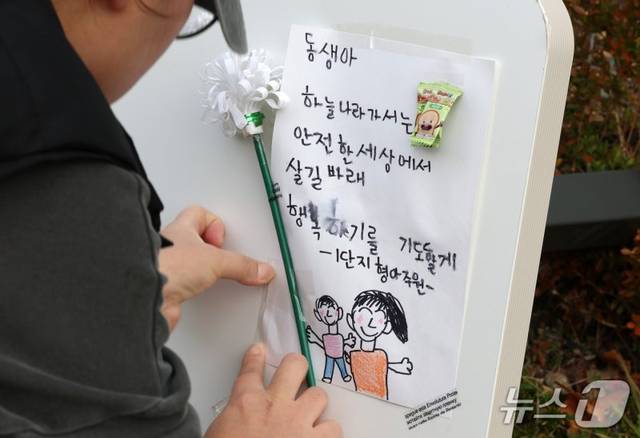 동생아
하늘나라가서는
안전한세상에서
살길바래
행복하기를 기도할게
-1단지 형아주원-
뉴스1